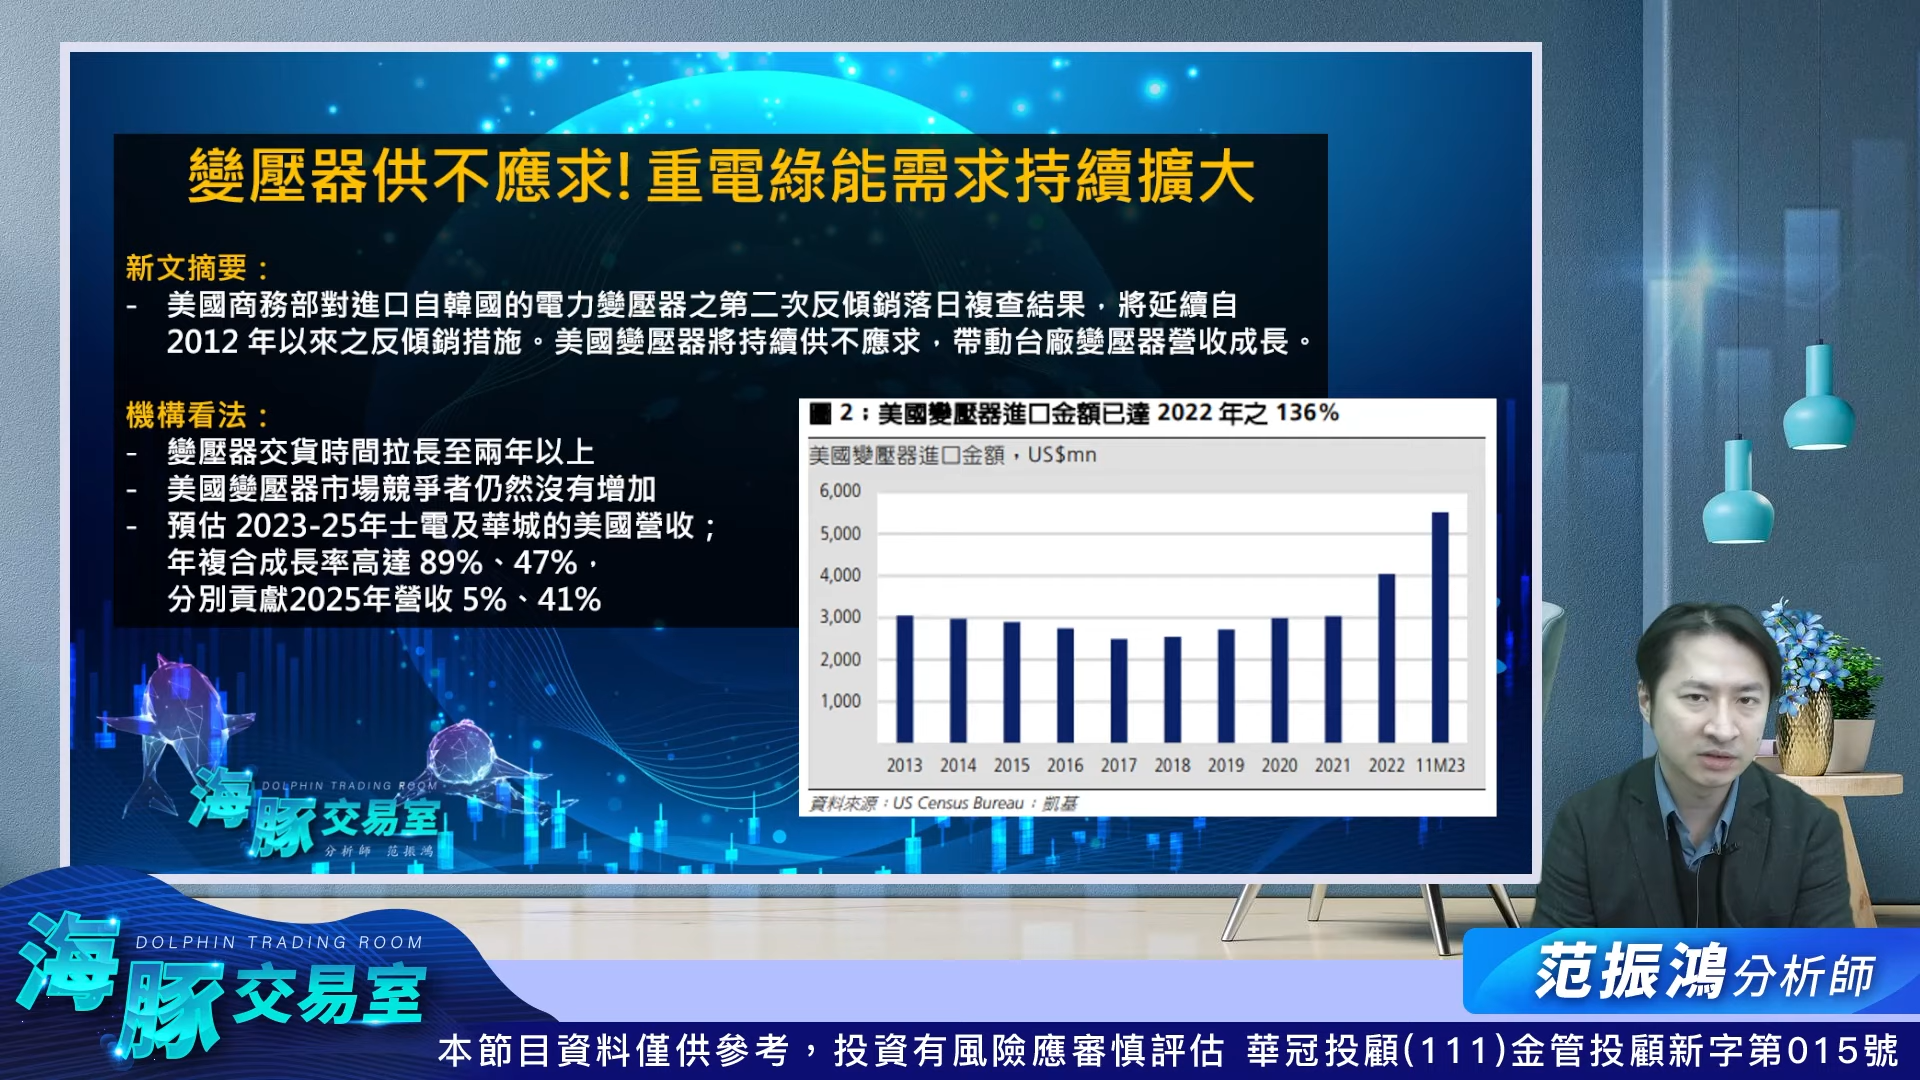 變壓器供不應求! 重電綠能需求持續擴大
新文摘要：
- 美國商務部對進口自韓國的電力變壓器之第二次反傾銷落日複查結果，將延續自
2012 年以來之反傾銷措施。美國變壓器將持續供不應求，帶動台廠變壓器營收成長。
機構看法：
- 變壓器交貨時間拉長至兩年以上
- 美國變壓器市場競爭者仍然沒有增加
- 預估 2023-25年士電及華城的美國營收；
年複合成長率高達 89%、47%，
分別貢獻2025年營收 5%、41%
圖 2：美國變壓器進口金額已達 2022 年之 136%
美國變壓器進口金額，US$mn
6,000
5,000
4,000
3,000
2,000
1,000
2013 2014 2015 2016 2017 2018 2019 2020 2021 2022 11M23
資料來源：US Census Bureau；凱基
DOLPHIN TRADING ROOM
海豚交易室
分析師 范振鴻
DOLPHIN TRADING ROOM
海豚交易室
范振鴻分析師
本節目資料僅供參考，投資有風險應審慎評估 華冠投顧(111)金管投顧新字第015號